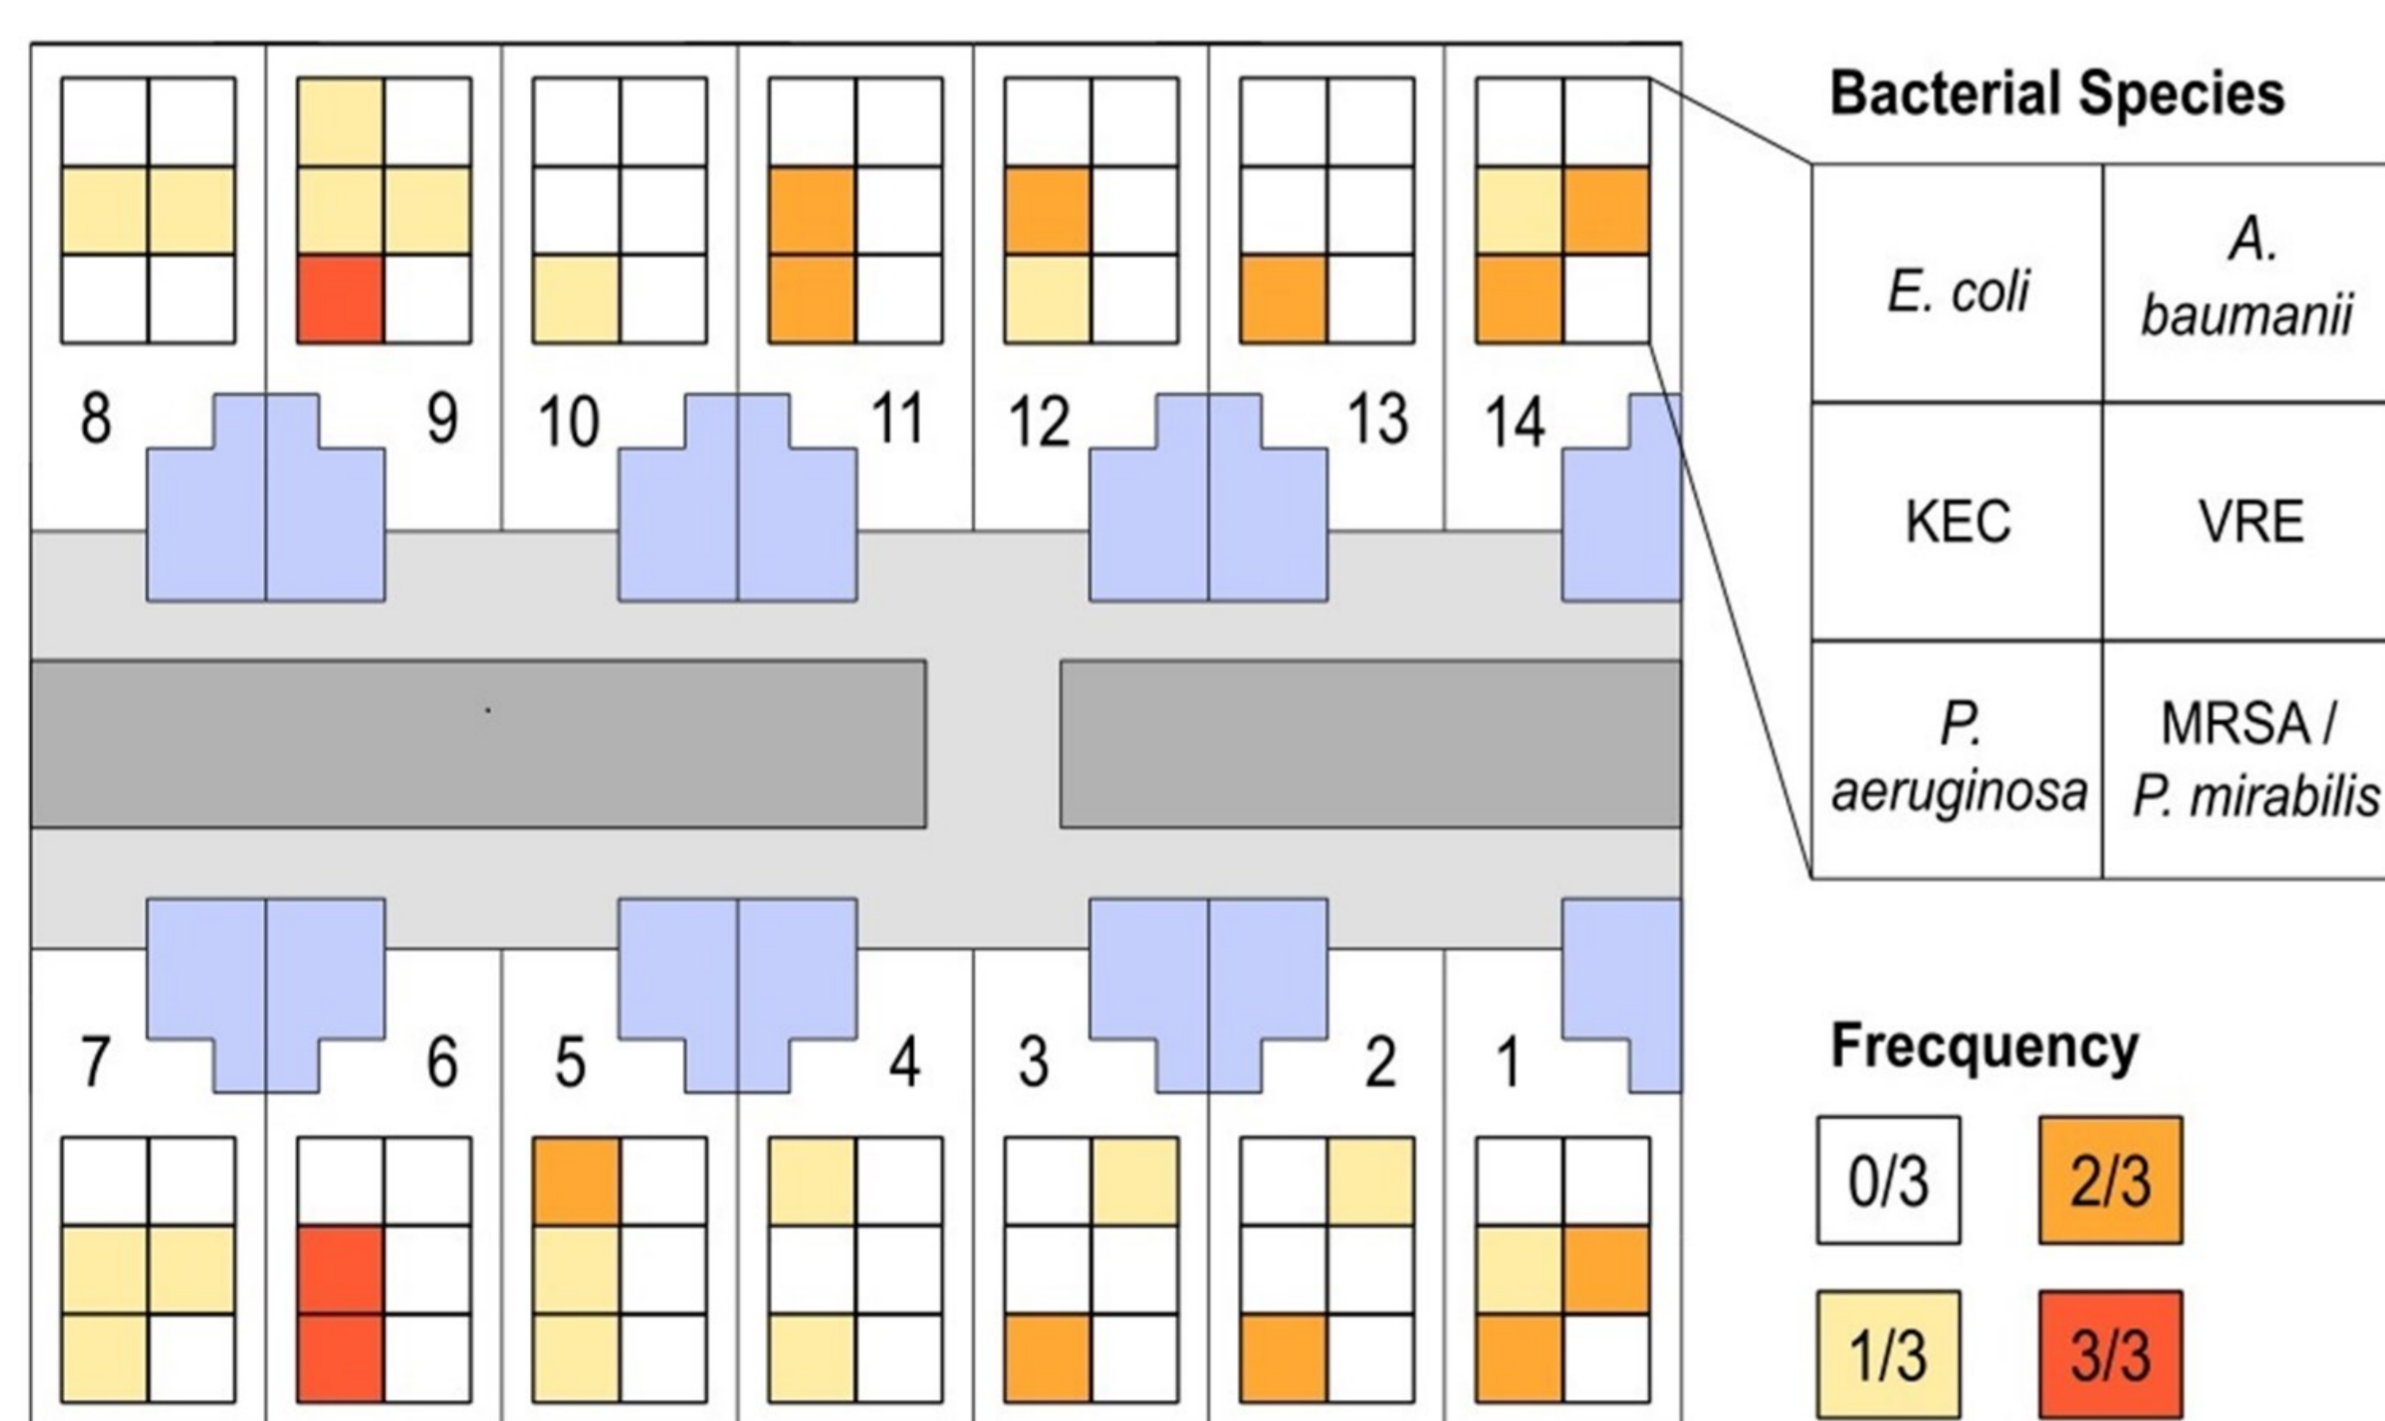 Bacterial Species
E. coli
A.
baumanii
KEC
VRE
P.
aeruginosa
MRSA /
P. mirabilis
8
9
10
11
12
13
14
7
6
5
4
3
2
1
Frecquency
0/3
2/3
1/3
3/3